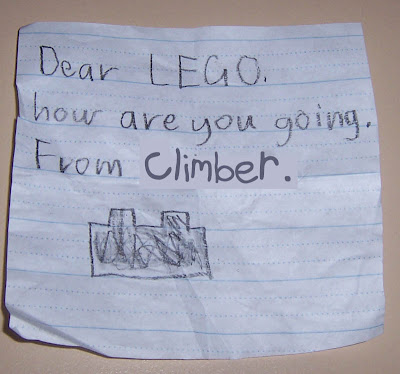 Dear LEGO.
how are you going.
From Climber.